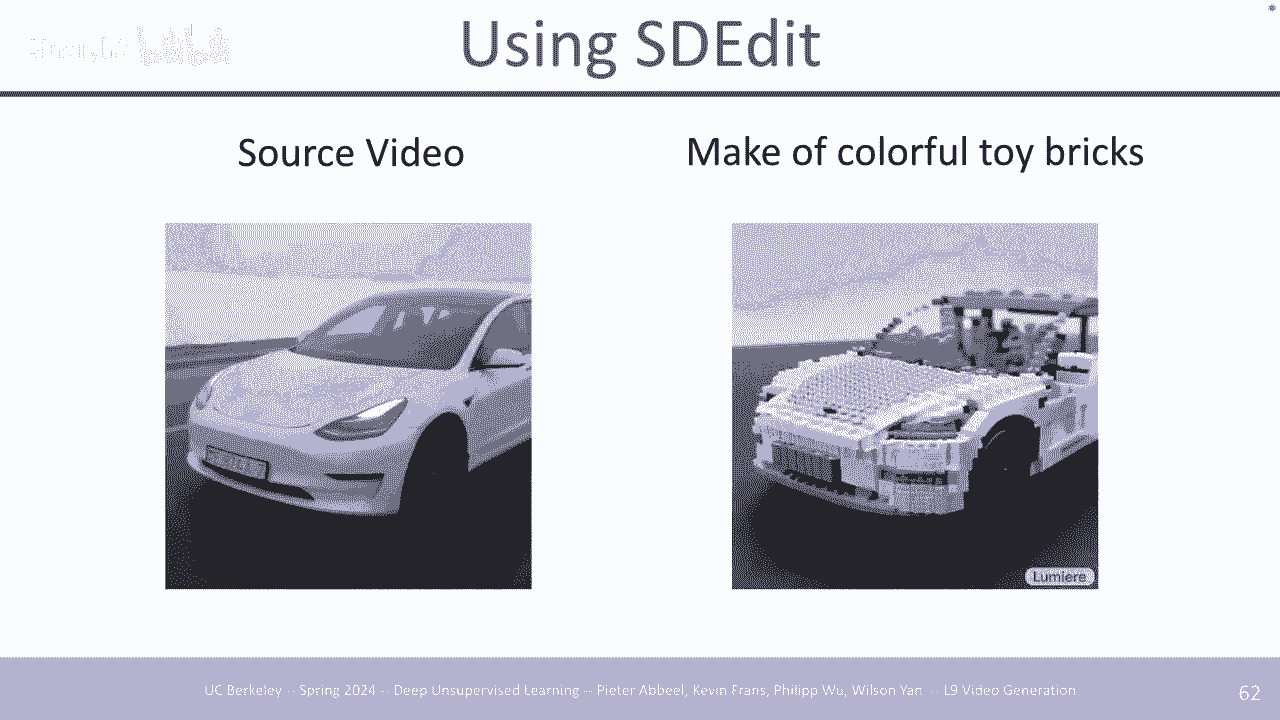 Using SDEdit
Source Video
Make of colorful toy bricks
Lumiere
UC Berkeley -- Spring 2024 -- Deep Unsupervised Learning -- Pieter Abbeel, Kevin Frans, Philipp Wu, Wilson Yan -- L9 Video Generation
62